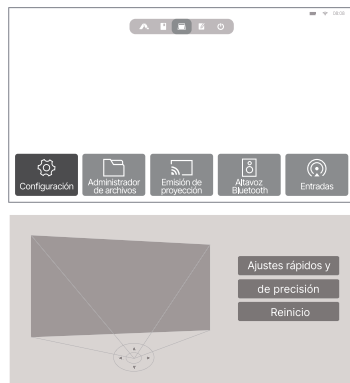 Configuración
Administrador
de archivos
Emisión de
proyección
Altavoz
Bluetooth
Entradas
Ajustes rápidos y
de precisión
Reinicio